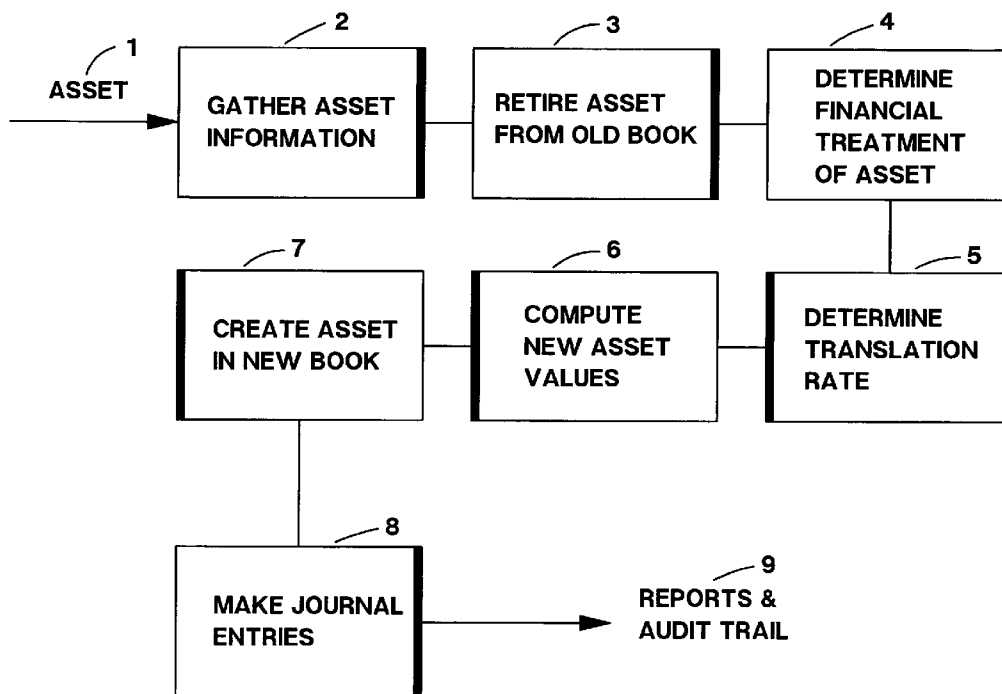 1
ASSET
2
GATHER ASSET
INFORMATION
3
RETIRE ASSET
FROM OLD BOOK
4
DETERMINE
FINANCIAL
TREATMENT
OF ASSET
5
DETERMINE
TRANSLATION
RATE
6
COMPUTE
NEW ASSET
VALUES
7
CREATE ASSET
IN NEW BOOK
8
MAKE JOURNAL
ENTRIES
9
REPORTS &
AUDIT TRAIL